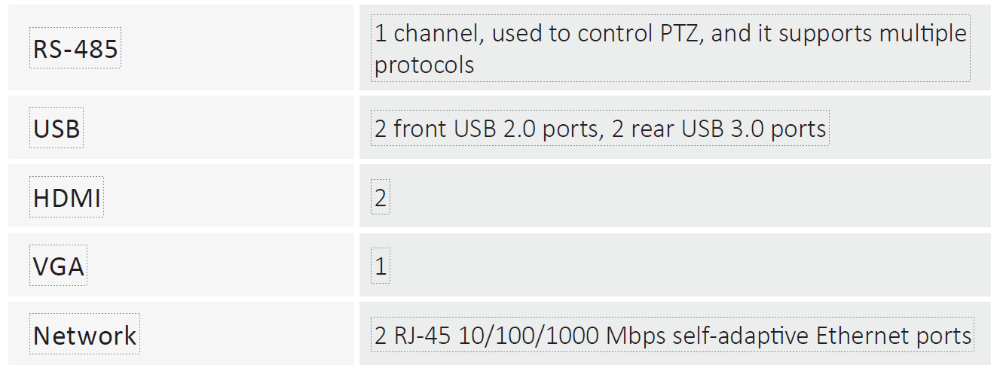 RS-485
1 channel, used to control PTZ, and it supports multiple
protocols
USB
2 front USB 2.0 ports, 2 rear USB 3.0 ports
HDMI
2
VGA
1
Network
2 RJ-45 10/100/1000 Mbps self-adaptive Ethernet ports